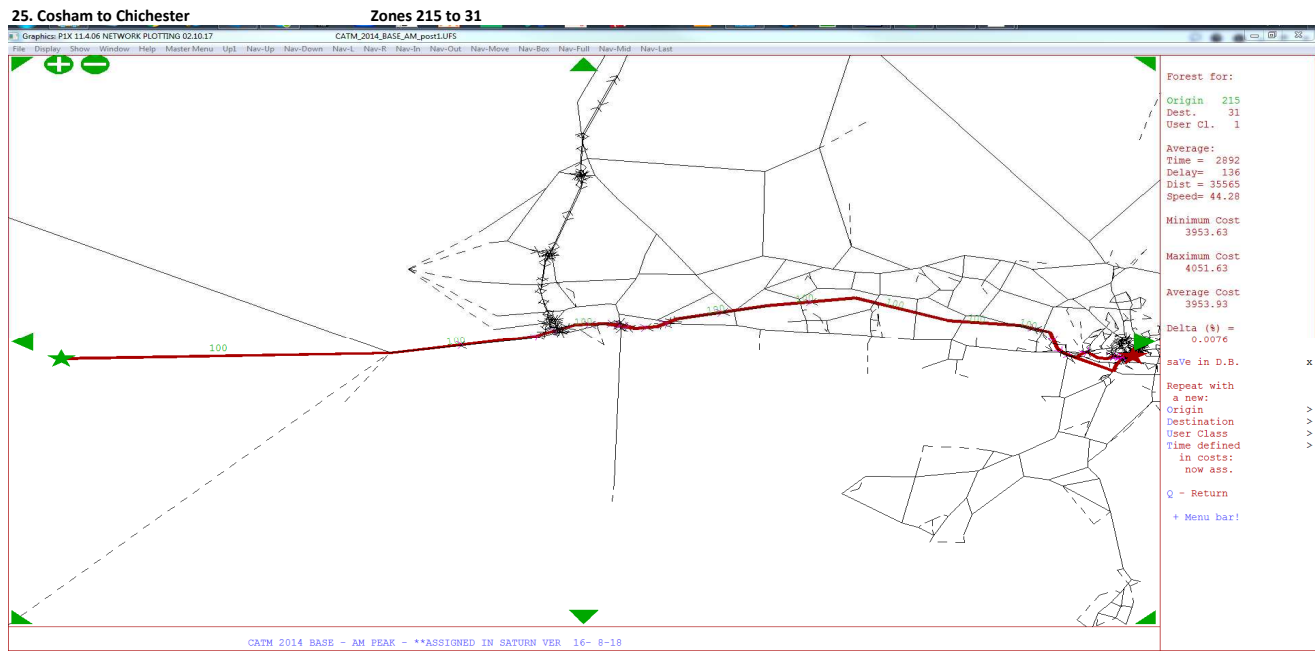 25. Cosham to Chichester Zones 215 to 31
Graphics: P1X 11.4.06 NETWORK PLOTTING 02.10.17 CATM_2014_BASE_AM_post1.UFS
File Display Show Window Help Master Menu Up1 Nav-Up Nav-Down Nav-L Nav-R Nav-In Nav-Out Nav-Move Nav-Box Nav-Full Nav-Mid Nav-Last
Forest for:
Origin 215
Dest. 31
User Cl. 1
Average:
Time = 2892
Delay= 136
Dist = 35565
Speed= 44.28
Minimum Cost
3953.63
Maximum Cost
4051.63
Average Cost
3953.93
Delta (%) =
0.0076
saVe in D.B. x
Repeat with
a new:
Origin >
Destination >
User Class >
Time defined >
in costs:
now ass.
Q - Return
+ Menu bar!
100
100
100
100
100
100
CATM 2014 BASE - AM PEAK - **ASSIGNED IN SATURN VER 16- 8-18